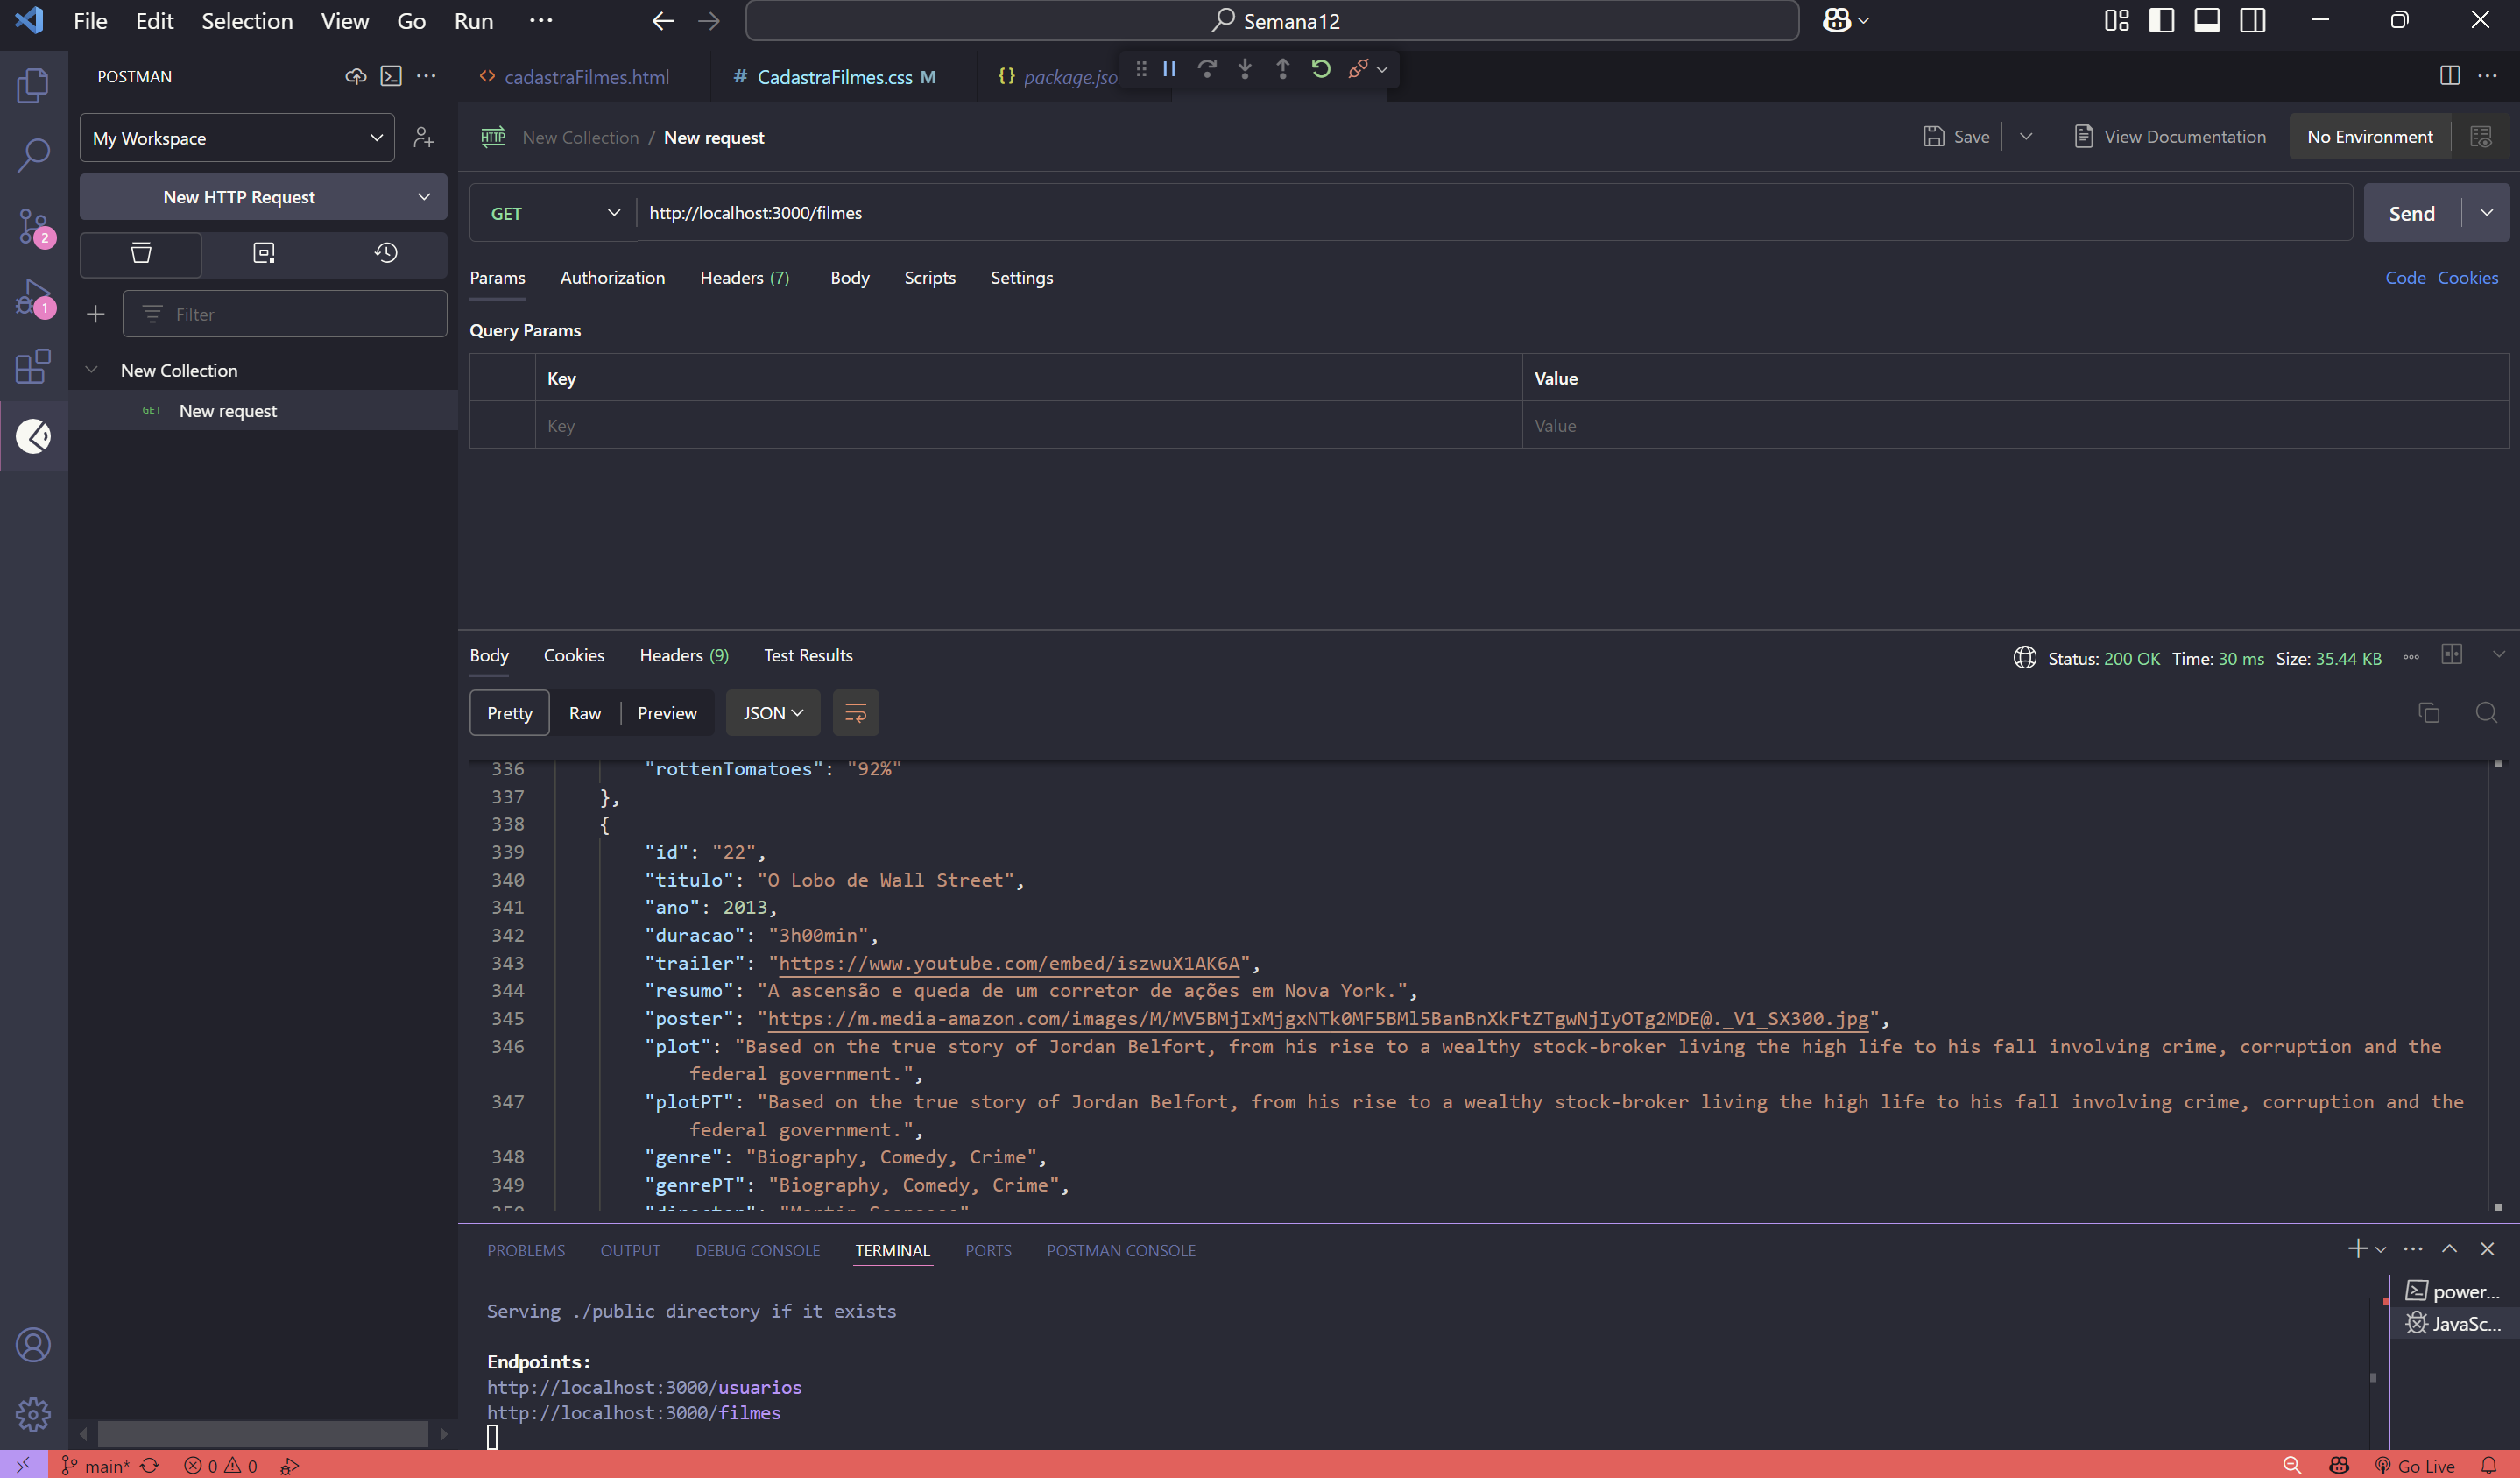 File Edit Selection View Go Run ···
Semana12
POSTMAN
cadastraFilmes.html
# CadastraFilmes.css M
{} package.jso
My Workspace
New Collection / New request
Save
View Documentation
No Environment
New HTTP Request
GET http://localhost:3000/filmes
Send
2
Params Authorization Headers (7) Body Scripts Settings
Code Cookies
1
Filter
Query Params
New Collection
Key Value
GET New request
Key Value
Body Cookies Headers (9) Test Results
Status: 200 OK Time: 30 ms Size: 35.44 KB
Pretty Raw Preview JSON
336 "rottenTomatoes": "92%"
337 },
338 {
339 "id": "22",
340 "titulo": "O Lobo de Wall Street",
341 "ano": 2013,
342 "duracao": "3h00min",
343 "trailer": "https://www.youtube.com/embed/iszwuX1AK6A",
344 "resumo": "A ascensão e queda de um corretor de ações em Nova York.",
345 "poster": "https://m.media-amazon.com/images/M/MV5BMjIxMjgxNTk0MF5BMl5BanBnXkFtZTgwNjIyOTg2MDE@._V1_SX300.jpg",
346 "plot": "Based on the true story of Jordan Belfort, from his rise to a wealthy stock-broker living the high life to his fall involving crime, corruption and the
federal government.",
347 "plotPT": "Based on the true story of Jordan Belfort, from his rise to a wealthy stock-broker living the high life to his fall involving crime, corruption and the
federal government.",
348 "genre": "Biography, Comedy, Crime",
349 "genrePT": "Biography, Comedy, Crime",
PROBLEMS OUTPUT DEBUG CONSOLE TERMINAL PORTS POSTMAN CONSOLE
Serving ./public directory if it exists
Endpoints:
http://localhost:3000/usuarios
http://localhost:3000/filmes
power...
JavaSc...
main* 0 0
Go Live